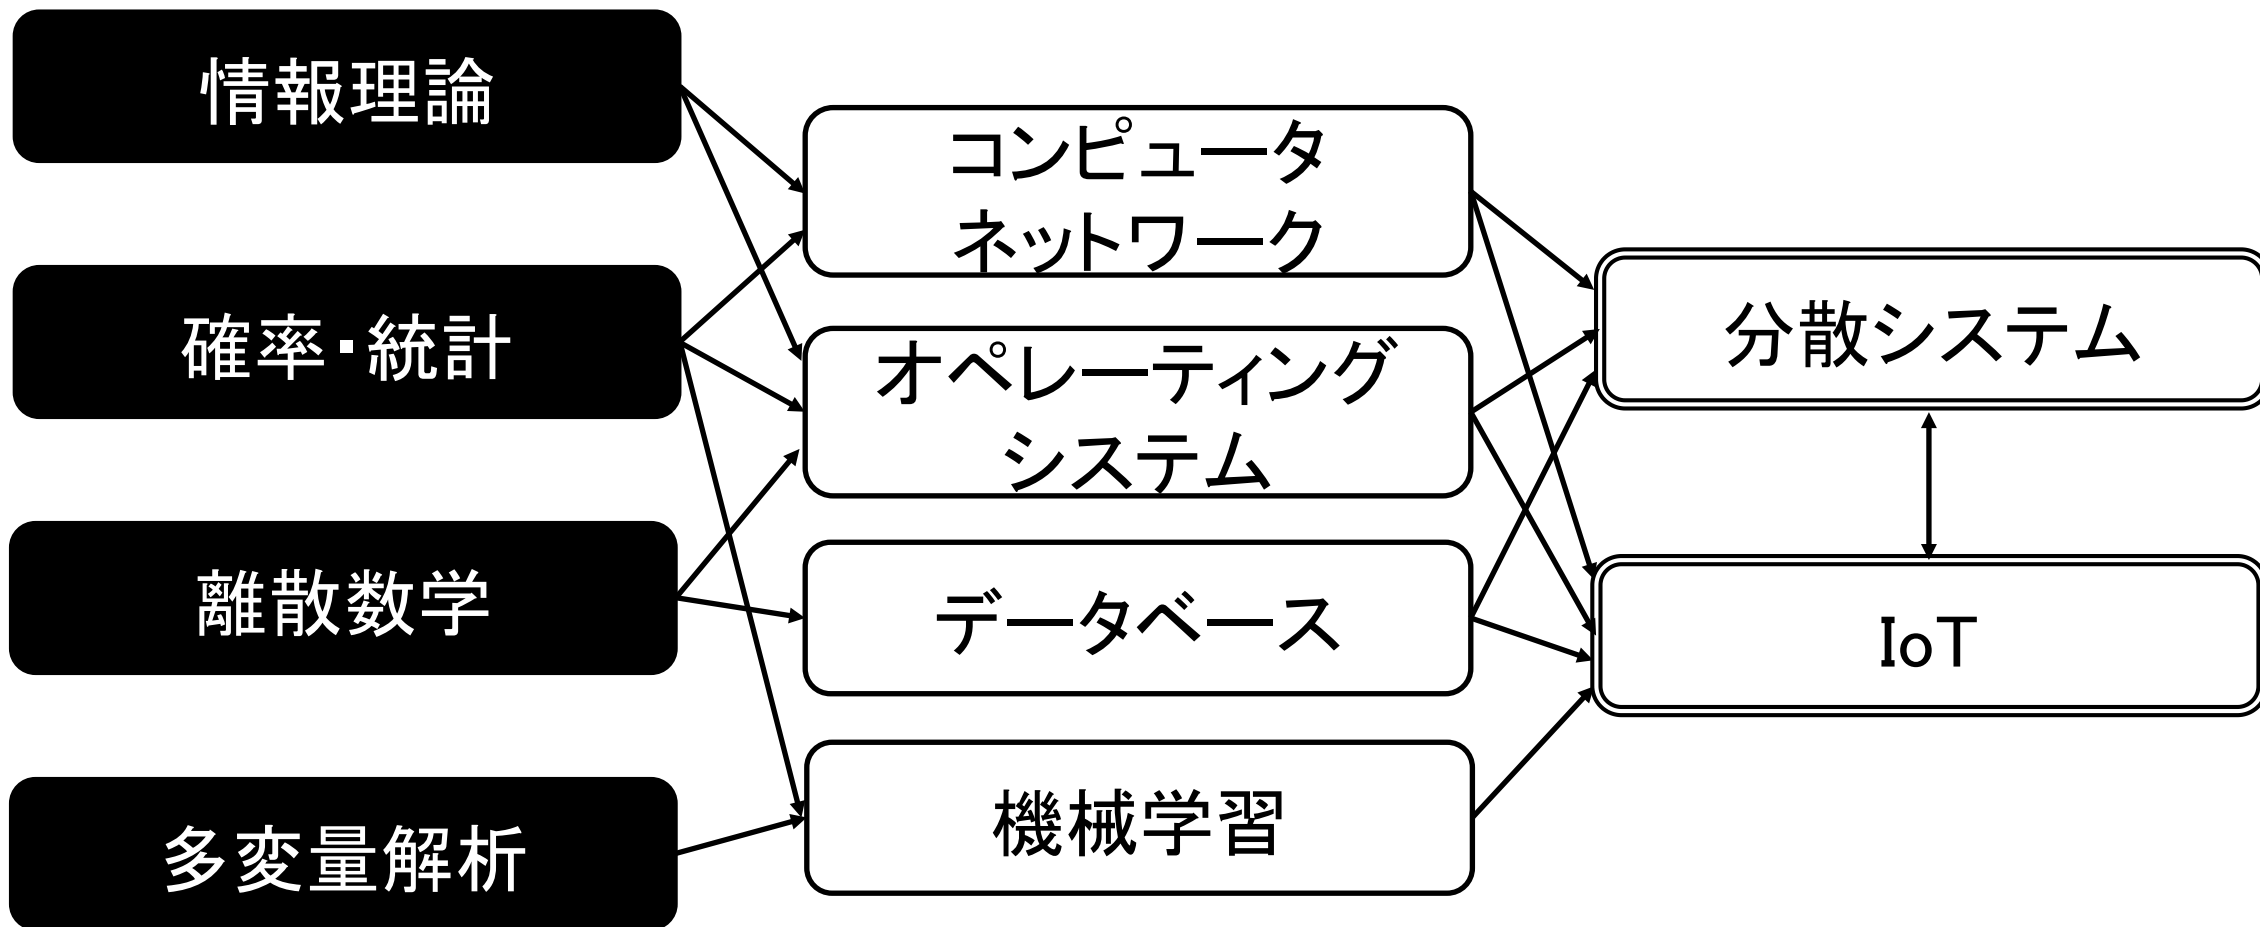 情報理論
確率・統計
離散数学
多変量解析
コンピュータ
ネットワーク
オペレーティング
システム
データベース
機械学習
分散システム
IoT